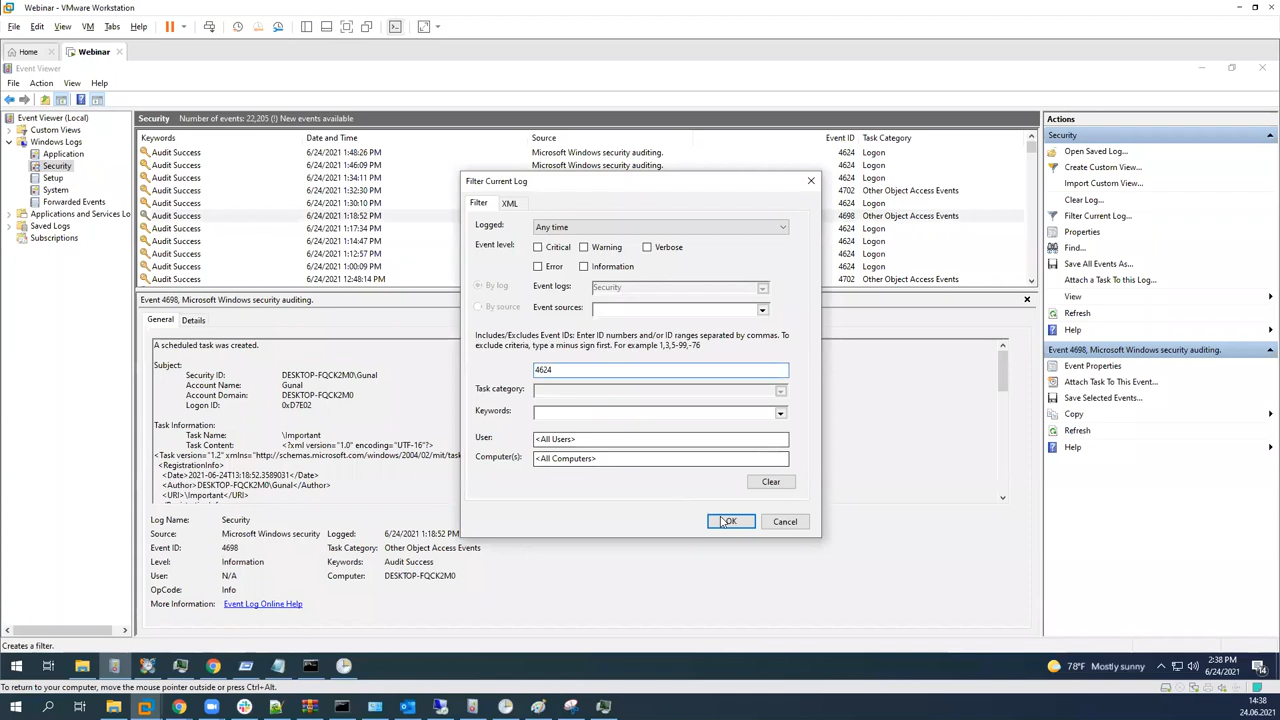 Webinar - VMware Workstation
File Edit View VM Tabs Help
Home Webinar
Event Viewer
File Action View Help
Event Viewer (Local)
Custom Views
Windows Logs
Application
Security
Setup
System
Forwarded Events
Applications and Services Lo
Saved Logs
Subscriptions
Security Number of events: 22,205 (!) New events available
Keywords Date and Time Source Event ID Task Category
Audit Success 6/24/2021 1:48:26 PM Microsoft Windows security auditing. 4624 Logon
Audit Success 6/24/2021 1:46:09 PM Microsoft Windows security auditing. 4624 Logon
Audit Success 6/24/2021 1:34:11 PM 4624 Logon
Audit Success 6/24/2021 1:32:30 PM 4702 Other Object Access Events
Audit Success 6/24/2021 1:30:10 PM 4624 Logon
Audit Success 6/24/2021 1:18:52 PM 4698 Other Object Access Events
Audit Success 6/24/2021 1:17:34 PM 4624 Logon
Audit Success 6/24/2021 1:14:47 PM 4624 Logon
Audit Success 6/24/2021 1:12:57 PM 4624 Logon
Audit Success 6/24/2021 1:00:09 PM 4624 Logon
Audit Success 6/24/2021 12:48:14 PM 4702 Other Object Access Events
Event 4698, Microsoft Windows security auditing.
General Details
A scheduled task was created.
Subject:
Security ID: DESKTOP-FQCK2M0\Gunal
Account Name: Gunal
Account Domain: DESKTOP-FQCK2M0
Logon ID: 0xD7E02
Task Information:
Task Name: \Important
Task Content: <?xml version="1.0" encoding="UTF-16"?>
<Task version="1.2" xmlns="http://schemas.microsoft.com/windows/2004/02/mit/task
<RegistrationInfo>
<Date>2021-06-24T13:18:52.3589031</Date>
<Author>DESKTOP-FQCK2M0\Gunal</Author>
<URI>\Important</URI>
Log Name: Security
Source: Microsoft Windows security Logged: 6/24/2021 1:18:52 PM
Event ID: 4698 Task Category: Other Object Access Events
Level: Information Keywords: Audit Success
User: N/A Computer: DESKTOP-FQCK2M0
OpCode: Info
More Information: Event Log Online Help
Filter Current Log
Filter XML
Logged: Any time
Event level: Critical Warning Verbose
Error Information
By log Event logs: Security
By source Event sources:
Includes/Excludes Event IDs: Enter ID numbers and/or ID ranges separated by commas. To
exclude criteria, type a minus sign first. For example 1,3,5-99,-76
4624
Task category:
Keywords:
User: <All Users>
Computer(s): <All Computers>
Clear
OK Cancel
Actions
Security
Open Saved Log...
Create Custom View...
Import Custom View...
Clear Log...
Filter Current Log...
Properties
Find...
Save All Events As...
Attach a Task To this Log...
View
Refresh
Help
Event 4698, Microsoft Windows security auditing.
Event Properties
Attach Task To This Event...
Save Selected Events...
Copy
Refresh
Help
Creates a filter.
78°F Mostly sunny
2:38 PM
6/24/2021
14
To return to your computer, move the mouse pointer outside or press Ctrl+Alt.
14:38
24.06.2021